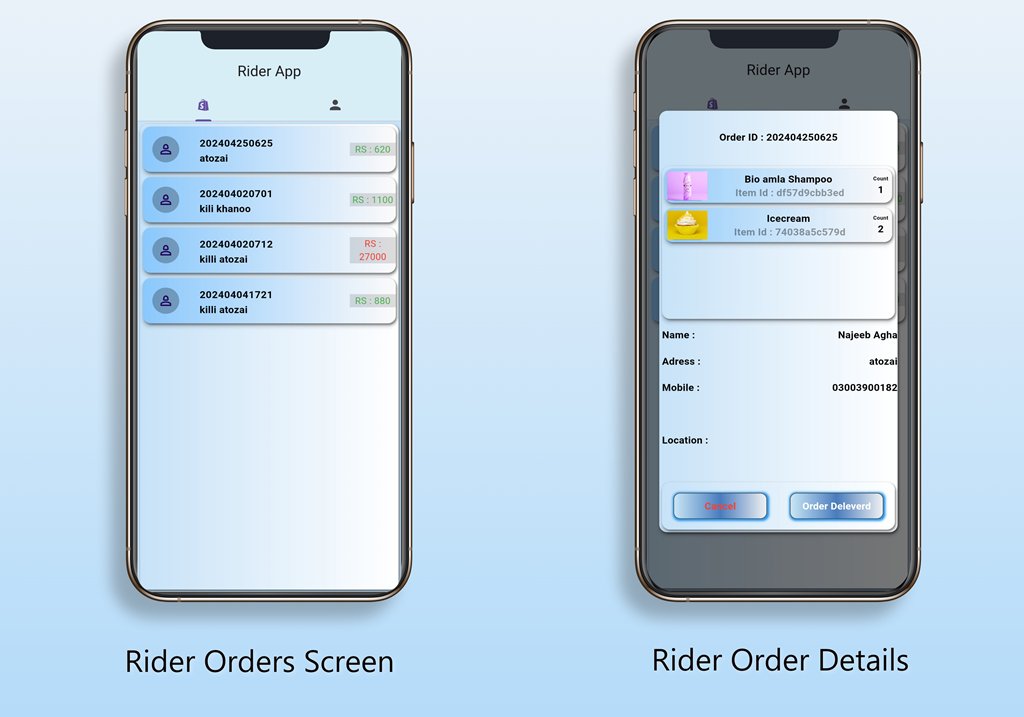 Rider App
202404250625
atozai
RS : 620
202404020701
kili khanoo
RS : 1100
202404020712
killi atozai
RS :
27000
202404041721
killi atozai
RS : 880
Rider Orders Screen
Rider App
Order ID : 202404250625
Bio amla Shampoo
Item Id : df57d9cbb3ed
Count
1
Icecream
Item Id : 74038a5c579d
Count
2
Name : Najeeb Agha
Adress : atozai
Mobile : 03003900182
Location :
Cancel
Order Deleverd
Rider Order Details